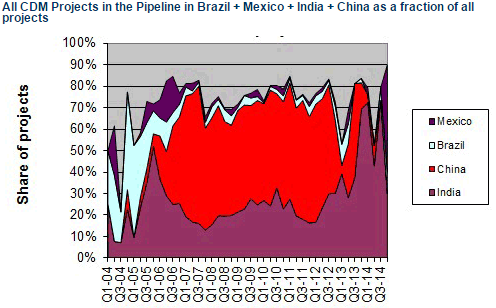 All CDM Projects in the Pipeline in Brazil + Mexico + India + China as a fraction of all
projects
100%
90%
80%
70%
60%
50%
40%
30%
20%
10%
0%
Share of projects
Mexico
Brazil
China
India
Q1-04
Q3-04
Q1-05
Q3-05
Q1-06
Q3-06
Q1-07
Q3-07
Q1-08
Q3-08
Q1-09
Q3-09
Q1-10
Q3-10
Q1-11
Q3-11
Q1-12
Q3-12
Q1-13
Q3-13
Q1-14
Q3-14